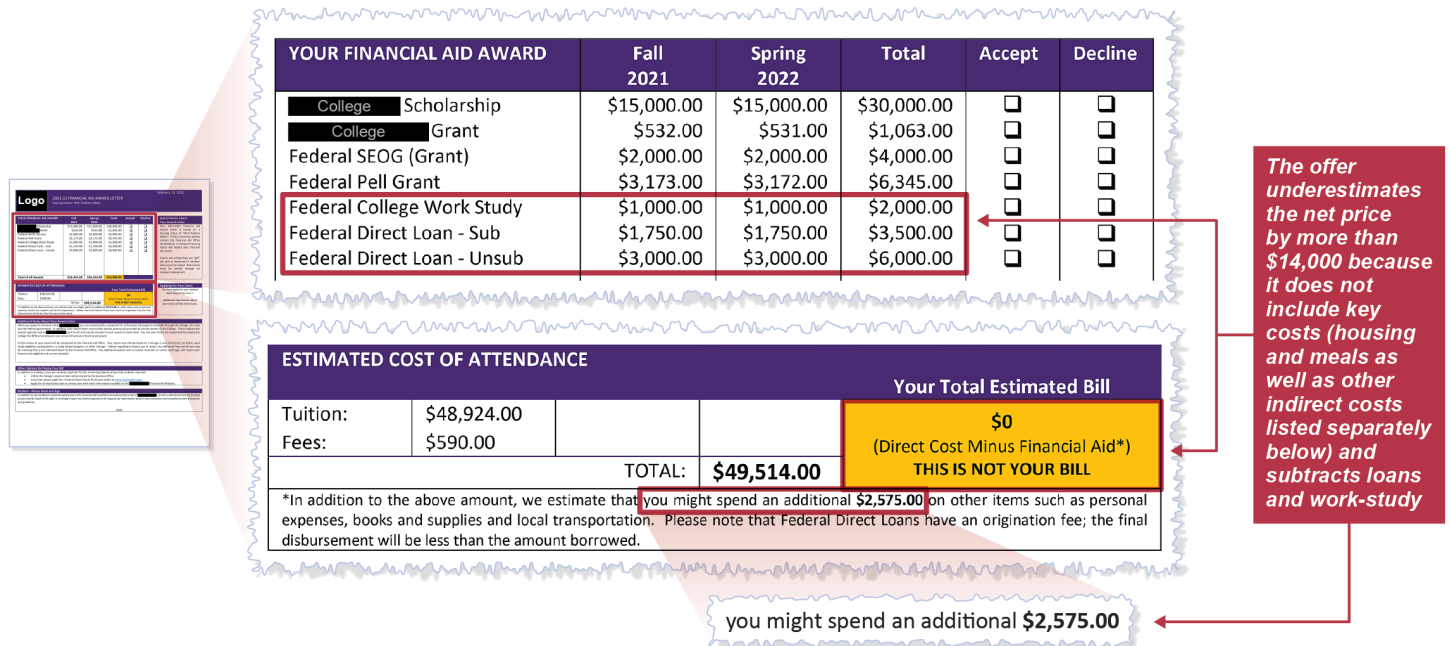 YOUR FINANCIAL AID AWARD Fall 2021 Spring 2022 Total Accept Decline
College Scholarship $15,000.00 $15,000.00 $30,000.00 ❑ ❑
College Grant $532.00 $531.00 $1,063.00 ❑ ❑
Federal SEOG (Grant) $2,000.00 $2,000.00 $4,000.00 ❑ ❑
Federal Pell Grant $3,173.00 $3,172.00 $6,345.00 ❑ ❑
Federal College Work Study $1,000.00 $1,000.00 $2,000.00 ❑ ❑
Federal Direct Loan - Sub $1,750.00 $1,750.00 $3,500.00 ❑ ❑
Federal Direct Loan - Unsub $3,000.00 $3,000.00 $6,000.00 ❑ ❑
Logo
2021-22 FINANCIAL AID AWARD LETTER
ESTIMATED COST OF ATTENDANCE
Your Total Estimated Bill
Tuition: $48,924.00
Fees: $590.00
TOTAL: $49,514.00
$0
(Direct Cost Minus Financial Aid*)
THIS IS NOT YOUR BILL
*In addition to the above amount, we estimate that you might spend an additional $2,575.00 on other items such as personal
expenses, books and supplies and local transportation. Please note that Federal Direct Loans have an origination fee; the final
disbursement will be less than the amount borrowed.
you might spend an additional $2,575.00
The offer
underestimates
the net price
by more than
$14,000 because
it does not
include key
costs (housing
and meals as
well as other
indirect costs
listed separately
below) and
subtracts loans
and work-study